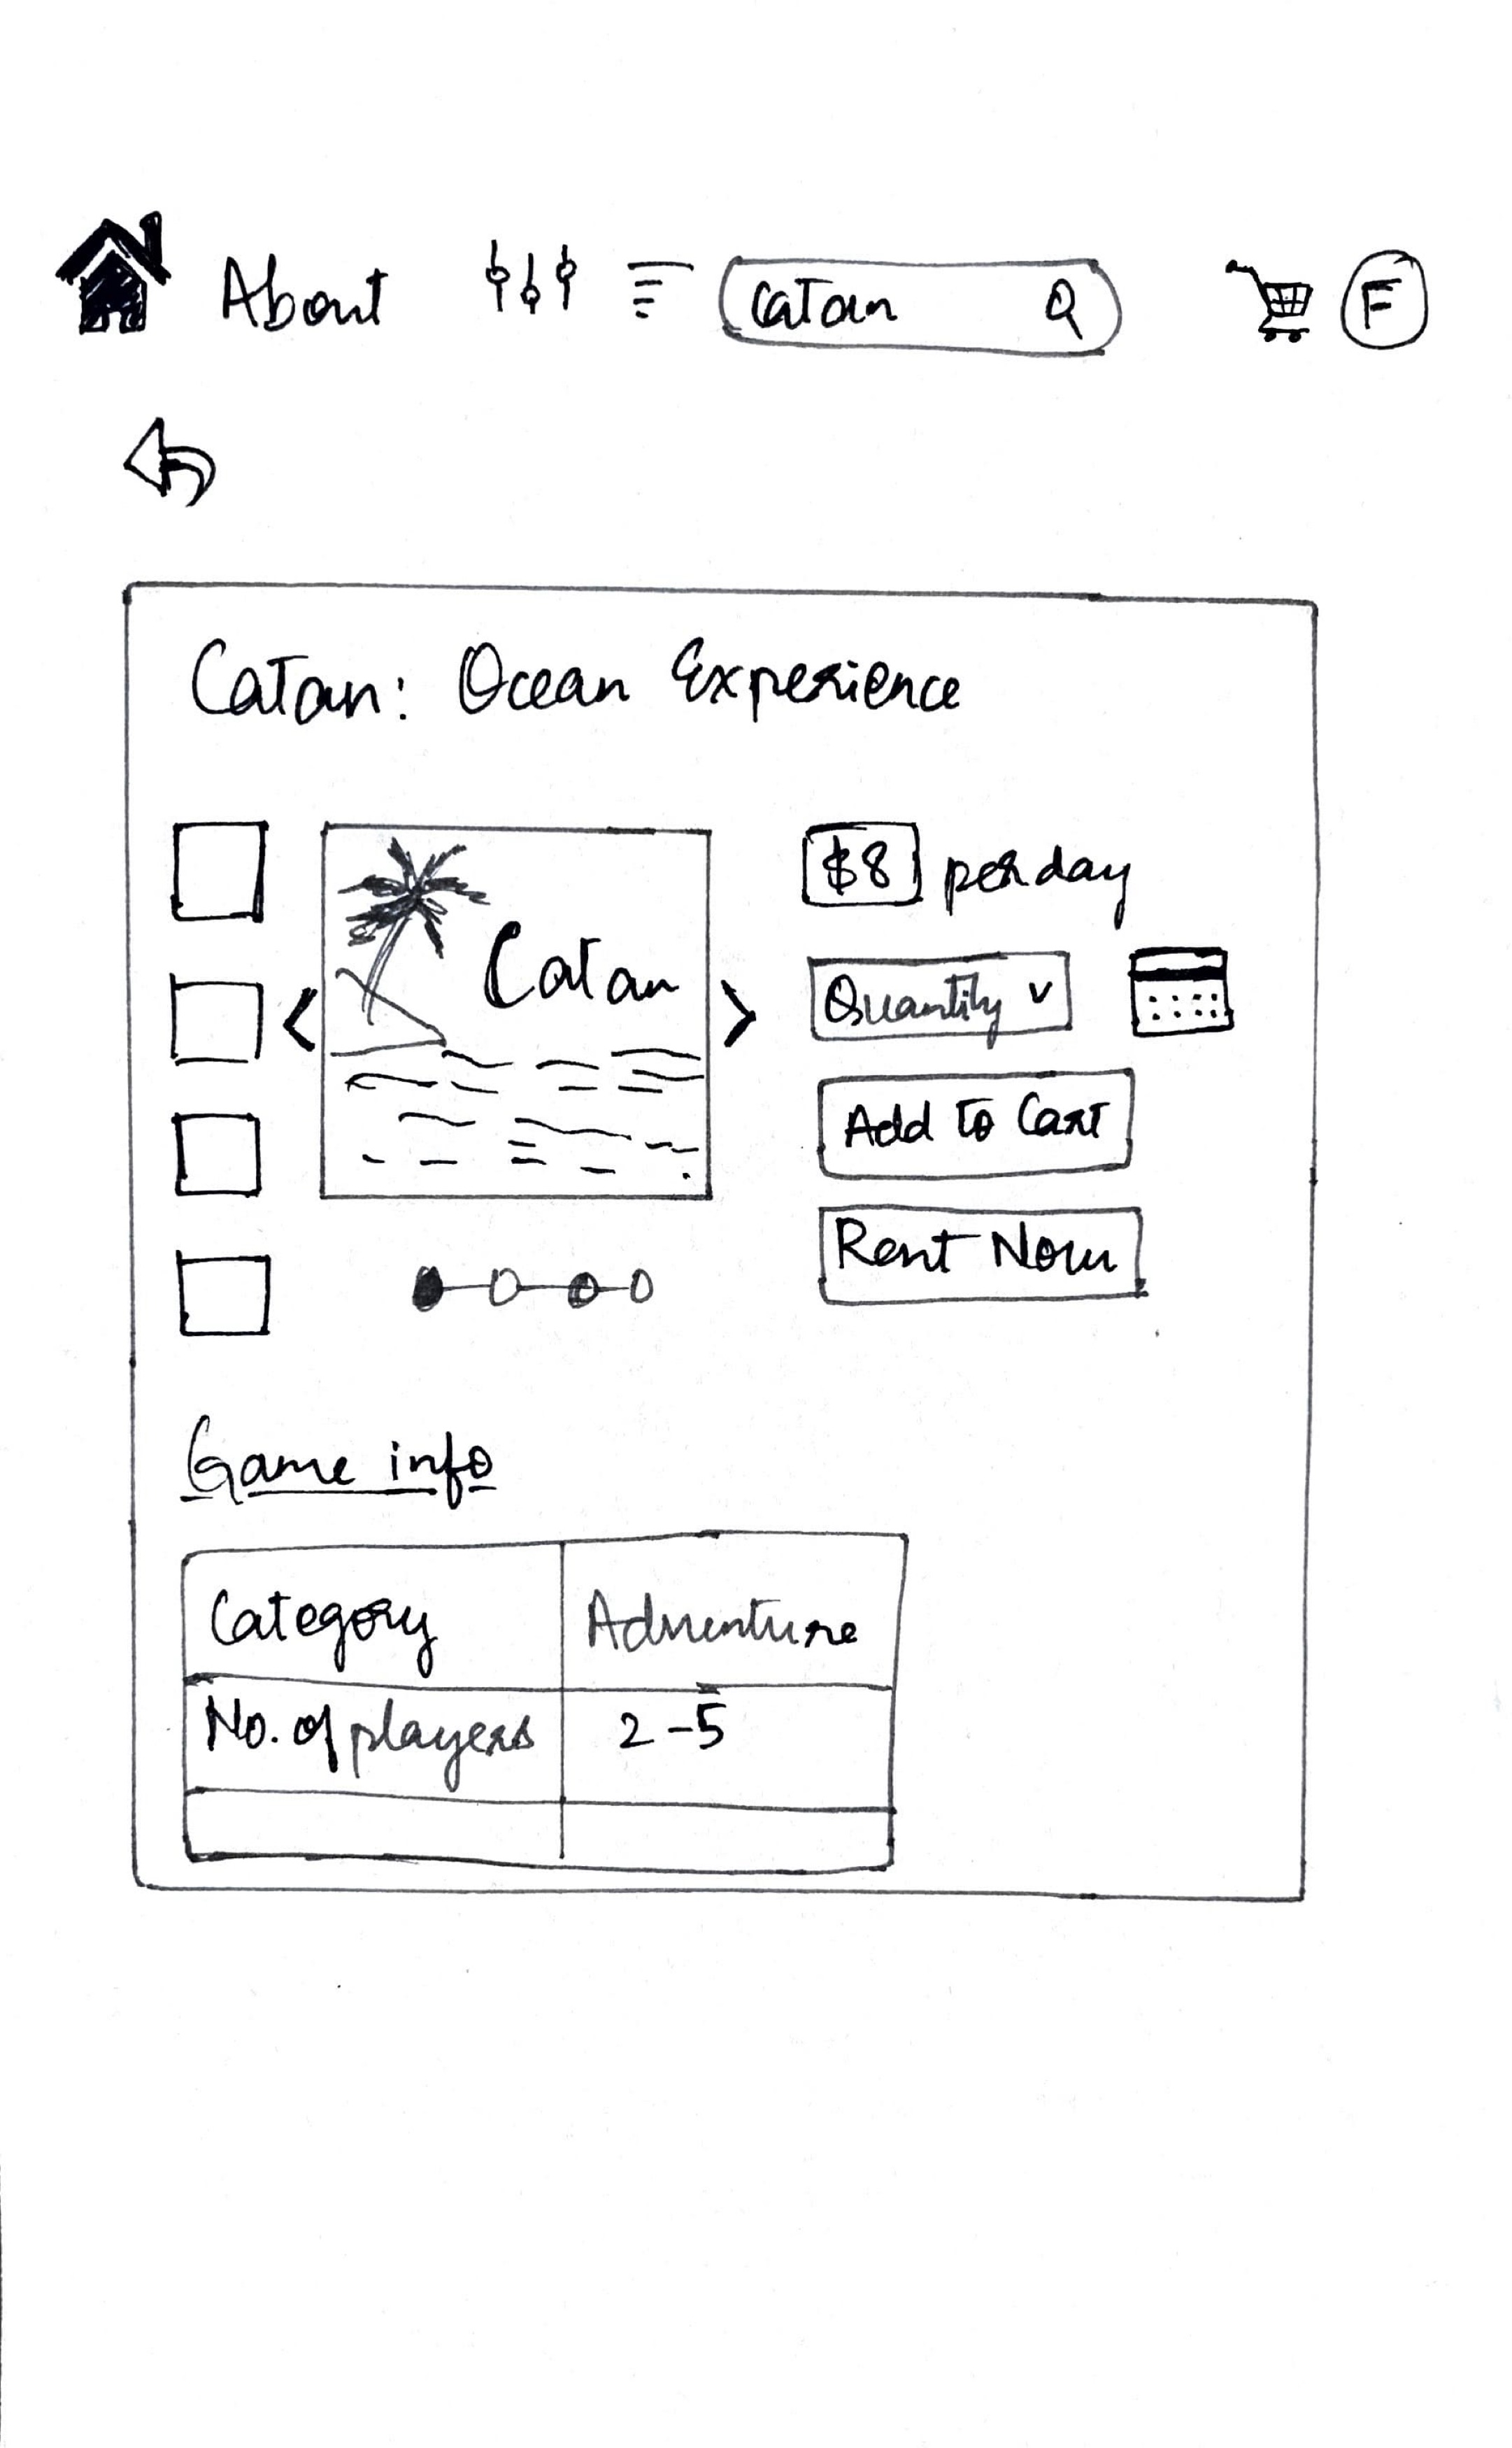 About
Catan
F
Catan: Ocean Experience
Catan
$8 per day
Quantity
Add to Cart
Rent Now
Game info
Category Adventure
No. of players 2-5